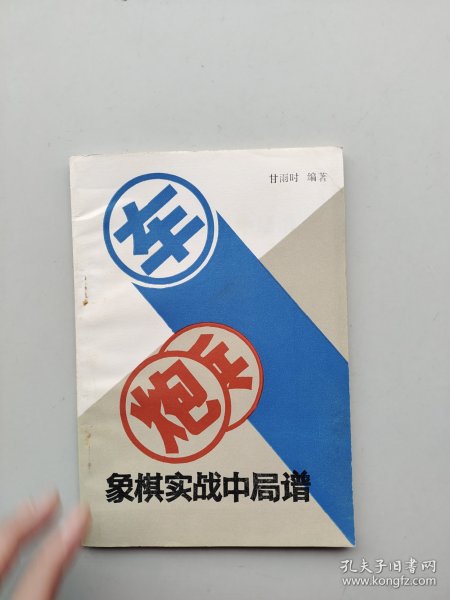 甘雨时 编著
车
炮
兵
象棋实战中局谱
孔夫子旧书网
www.kongfz.com